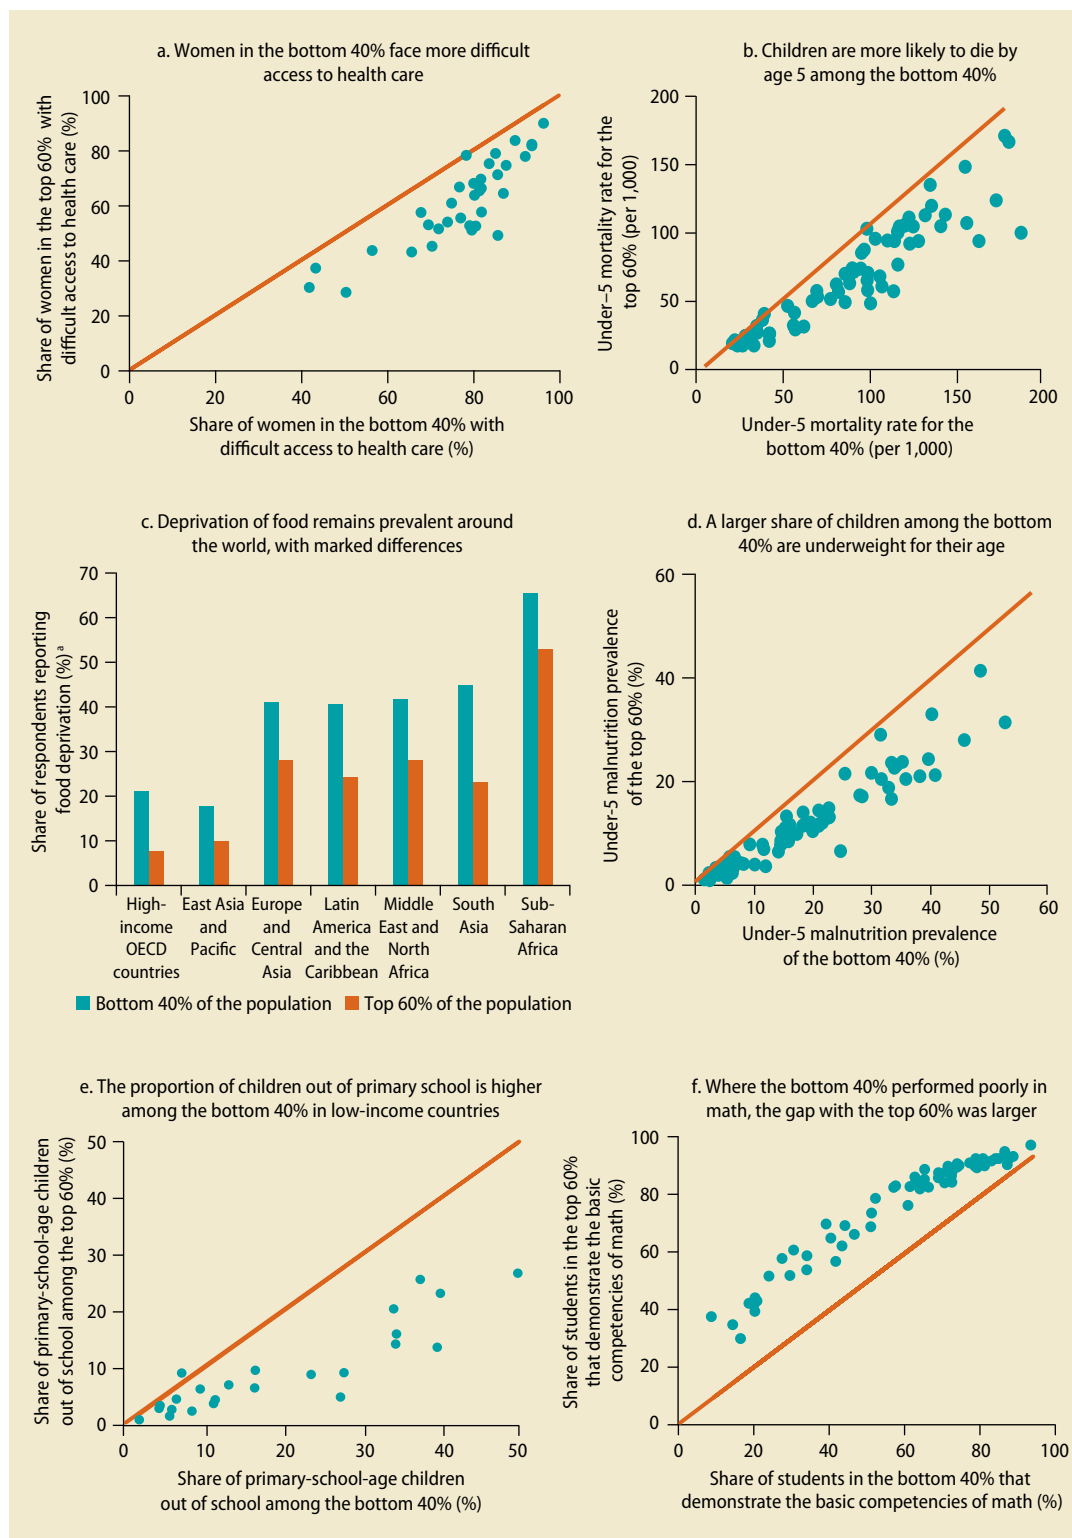 a. Women in the bottom 40% face more difficult
access to health care
Share of women in the top 60% with
difficult access to health care (%)
100
80
60
40
20
0
0 20 40 60 80 100
Share of women in the bottom 40% with
difficult access to health care (%)
b. Children are more likely to die by
age 5 among the bottom 40%
Under–5 mortality rate for the
top 60% (per 1,000)
200
150
100
50
0
0 50 100 150 200
Under-5 mortality rate for the
bottom 40% (per 1,000)
c. Deprivation of food remains prevalent around
the world, with marked differences
Share of respondents reporting
food deprivation (%) a
70
60
50
40
30
20
10
0
High-income OECD countries
East Asia and Pacific
Europe and Central Asia
Latin America and the Caribbean
Middle East and North Africa
South Asia
Sub-Saharan Africa
Bottom 40% of the population Top 60% of the population
d. A larger share of children among the bottom
40% are underweight for their age
Under-5 malnutrition prevalence
of the top 60% (%)
60
40
20
0
0 10 20 30 40 50 60
Under-5 malnutrition prevalence
of the bottom 40% (%)
e. The proportion of children out of primary school is higher
among the bottom 40% in low-income countries
Share of primary-school-age children
out of school among the top 60% (%)
50
40
30
20
10
0
0 10 20 30 40 50
Share of primary-school-age children
out of school among the bottom 40% (%)
f. Where the bottom 40% performed poorly in
math, the gap with the top 60% was larger
Share of students in the top 60%
that demonstrate the basic
competencies of math (%)
100
80
60
40
20
0
0 20 40 60 80 100
Share of students in the bottom 40% that
demonstrate the basic competencies of math (%)